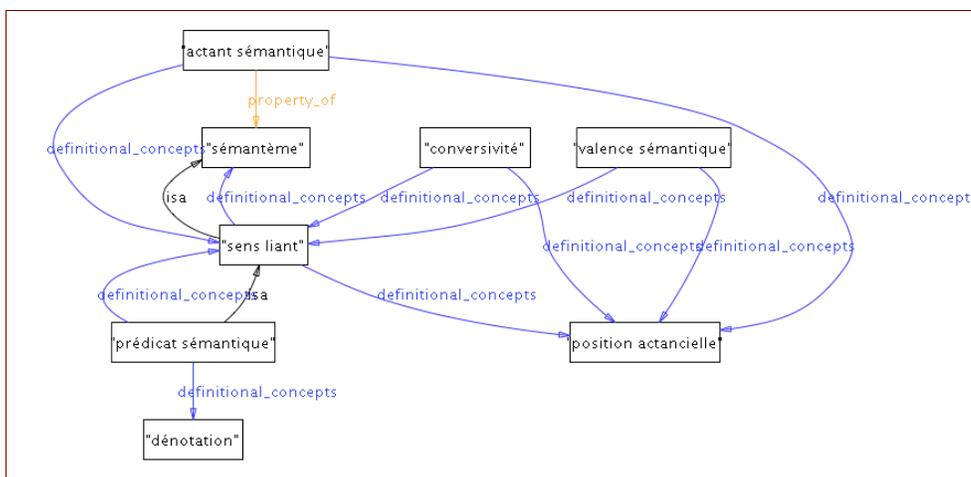 "actant sémantique"
property_of
definitional_concepts
"sémantème"
"conversivité"
"valence sémantique"
isa
definitional_concepts
definitional_concepts
definitional_concepts
definitional_concept
"sens liant"
definitional_concepts
definitional_concepts
definitional_concepts
isa
definitional_concepts
"prédicat sémantique"
"position actancielle"
definitional_concepts
"dénotation"